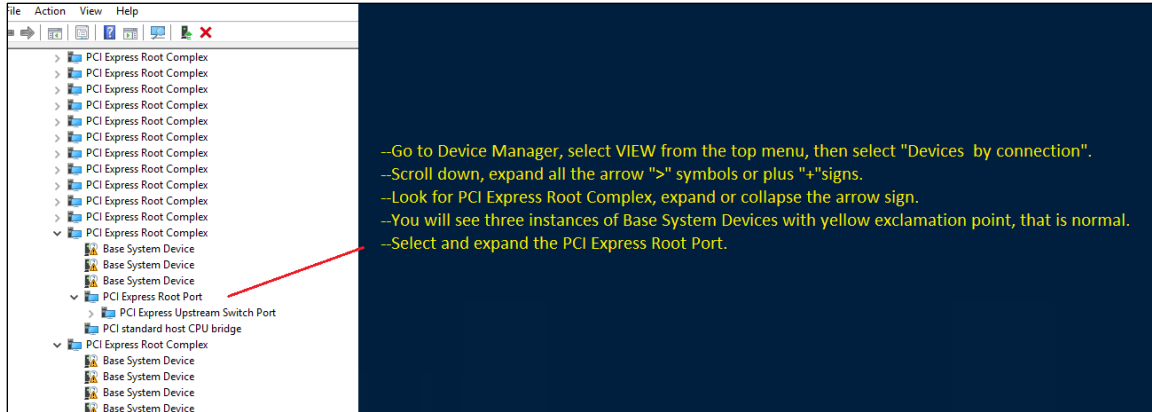 File Action View Help
PCI Express Root Complex
PCI Express Root Complex
PCI Express Root Complex
PCI Express Root Complex
PCI Express Root Complex
PCI Express Root Complex
PCI Express Root Complex
PCI Express Root Complex
PCI Express Root Complex
PCI Express Root Complex
PCI Express Root Complex
PCI Express Root Complex
Base System Device
Base System Device
Base System Device
PCI Express Root Port
PCI Express Upstream Switch Port
PCI standard host CPU bridge
PCI Express Root Complex
Base System Device
Base System Device
Base System Device
Base System Device
--Go to Device Manager, select VIEW from the top menu, then select "Devices by connection".
--Scroll down, expand all the arrow ">" symbols or plus "+"signs.
--Look for PCI Express Root Complex, expand or collapse the arrow sign.
--You will see three instances of Base System Devices with yellow exclamation point, that is normal.
--Select and expand the PCI Express Root Port.